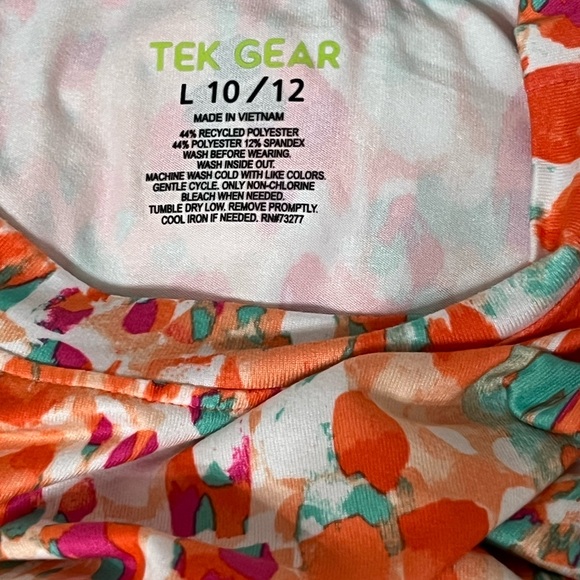 TEK GEAR
L 10/12
MADE IN VIETNAM
44% RECYCLED POLYESTER
44% POLYESTER 12% SPANDEX
WASH BEFORE WEARING.
WASH INSIDE OUT.
MACHINE WASH COLD WITH LIKE COLORS.
GENTLE CYCLE. ONLY NON-CHLORINE
BLEACH WHEN NEEDED.
TUMBLE DRY LOW. REMOVE PROMPTLY.
COOL IRON IF NEEDED. RN#73277